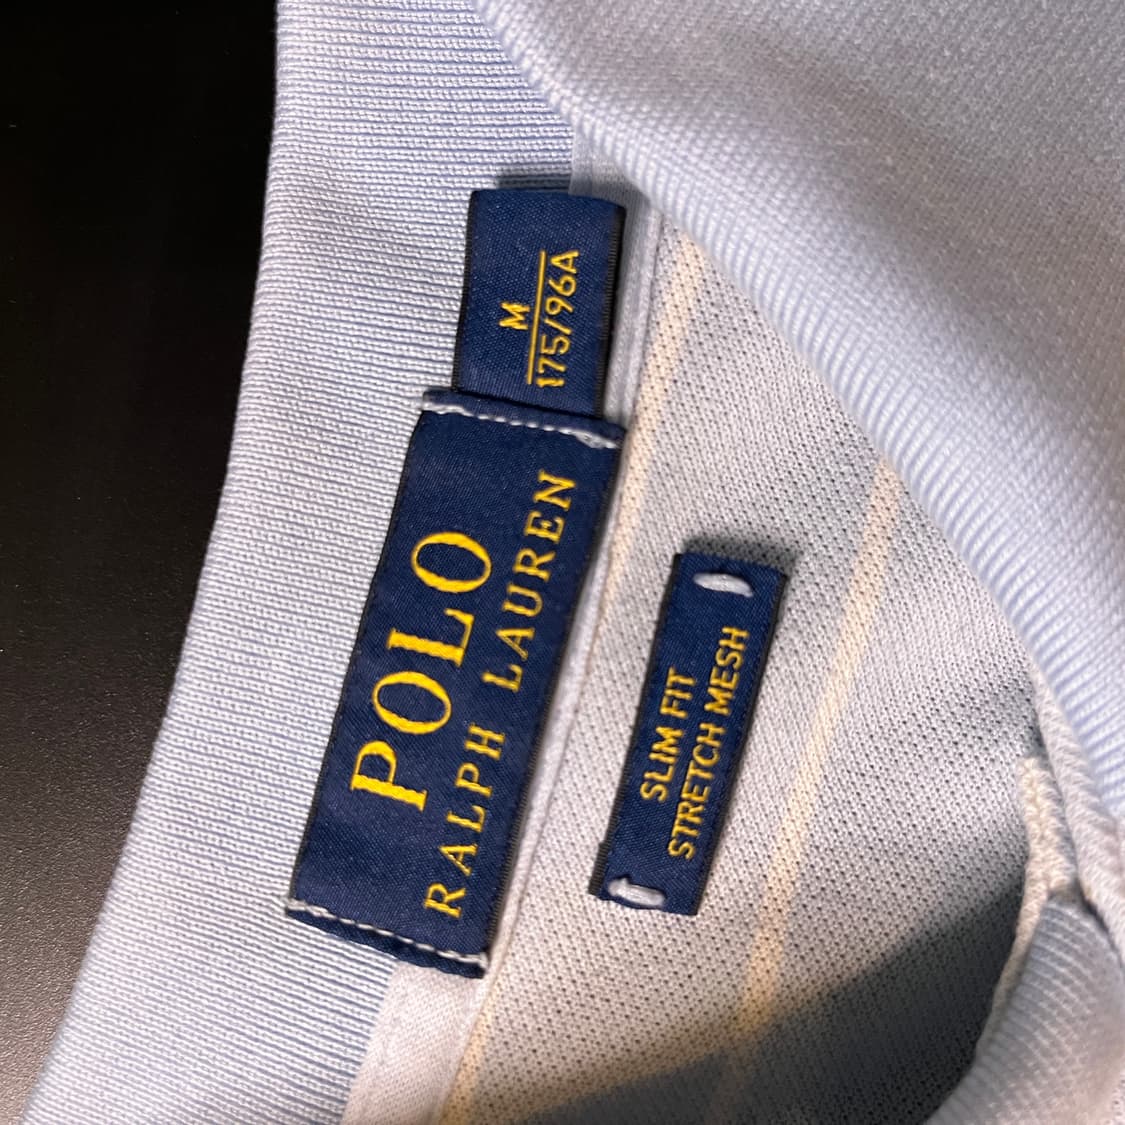 M
175/96A
POLO
RALPH LAUREN
SLIM FIT
STRETCH MESH